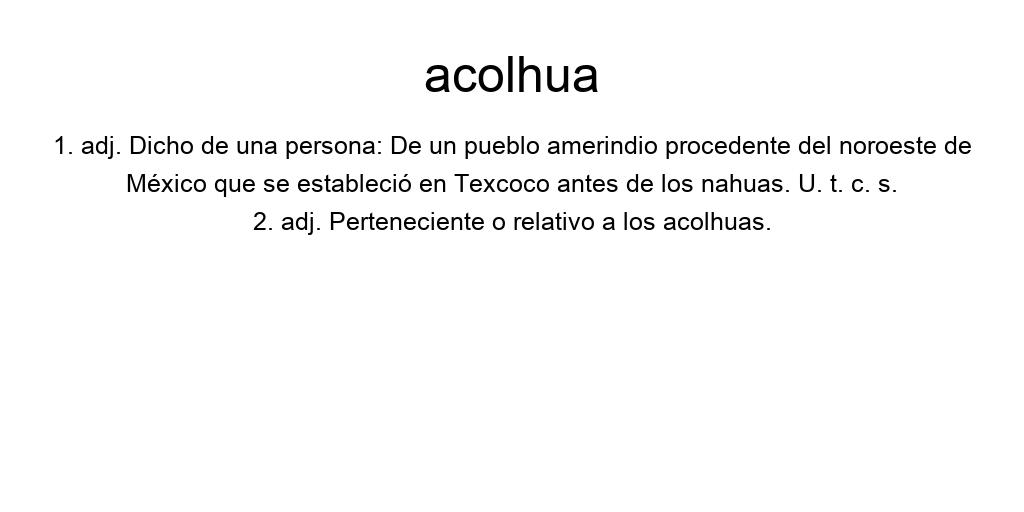 acolhua
1. adj. Dicho de una persona: De un pueblo amerindio procedente del noroeste de
México que se estableció en Texcoco antes de los nahuas. U. t. c. s.
2. adj. Perteneciente o relativo a los acolhuas.